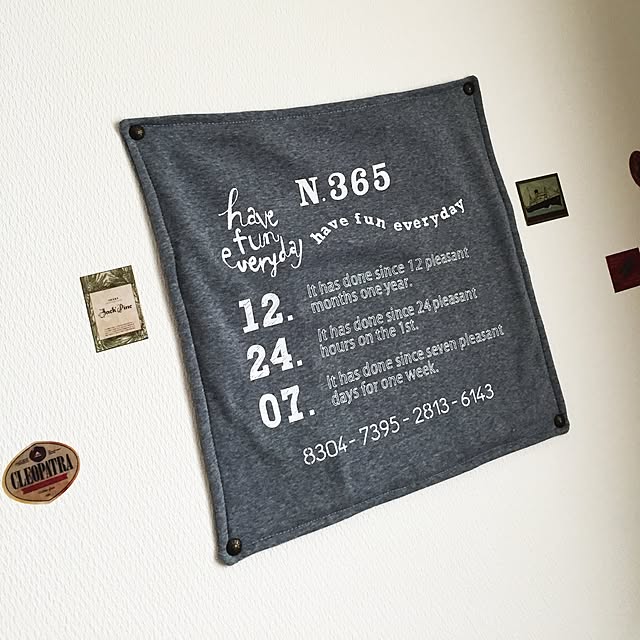 N.365
have
fun
everyday
have fun everyday
12.
It has done since 12 pleasant
months one year.
24.
It has done since 24 pleasant
hours on the 1st.
07.
It has done since seven pleasant
days for one week.
8304-7395-2813-6143
Jack Pine
CLEOPATRA